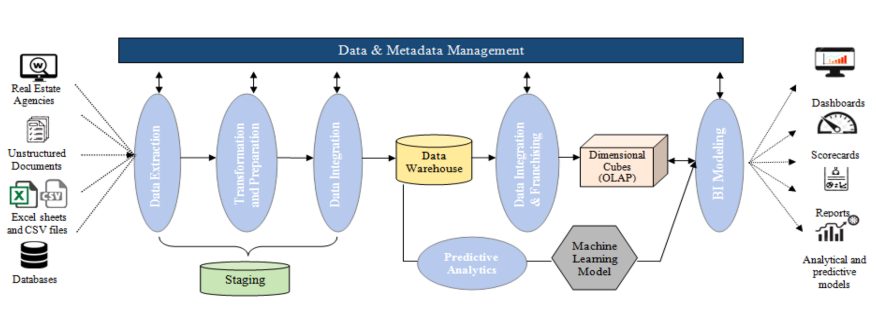 Data & Metadata Management
W
Real Estate
Agencies
Unstructured
Documents
X
CSV
Excel sheets
and CSV files
Databases
Data Extraction
Transformation
and Preparation
Data Integration
Staging
Data
Warehouse
Predictive
Analytics
Data Integration
& Franchising
Dimensional
Cubes
(OLAP)
Machine
Learning
Model
BI Modeling
Dashboards
Scorecards
Reports
Analytical and
predictive
models